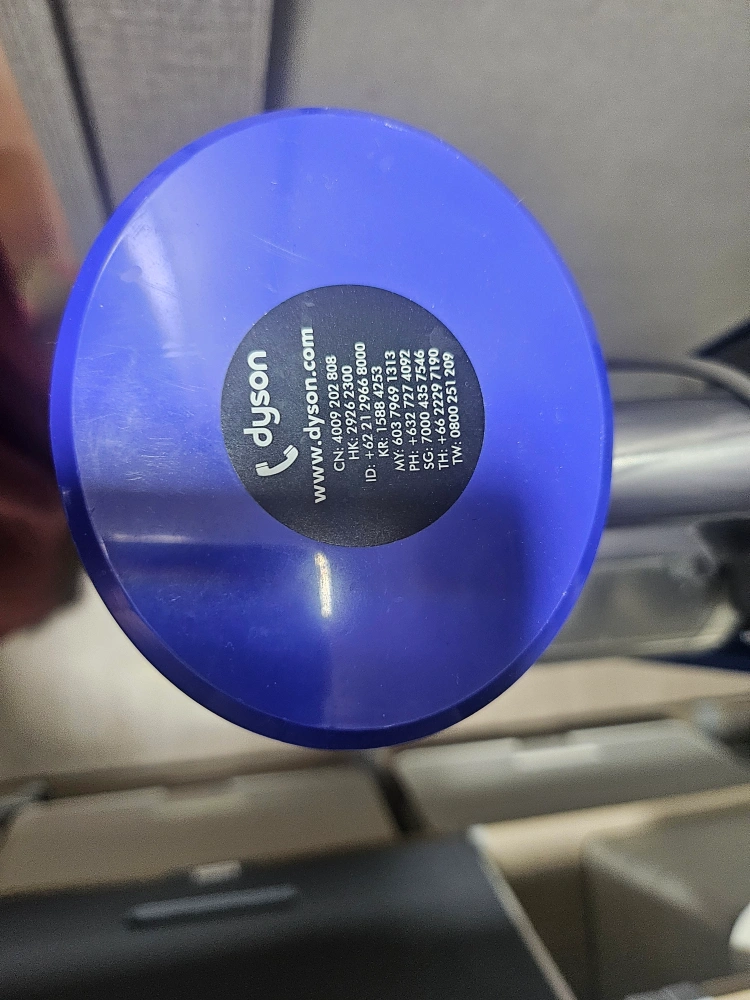 dyson
www.dyson.com
CN: 4009 202 808
HK: 2926 2300
ID: +62 21 2966 8000
KR: 1588 4253
MY: 603 7969 1313
PH: +632 727 4092
SG: 7000 435 7546
TH: +66 2229 7190
TW: 0800 251 209